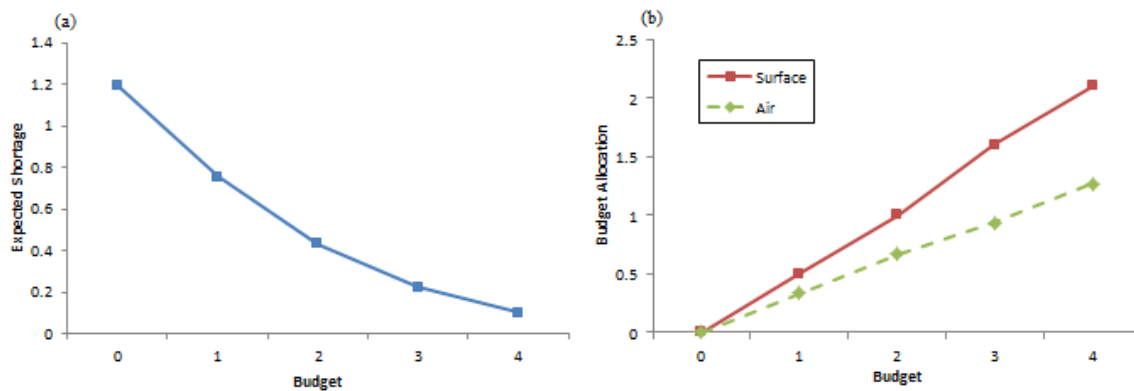 (a)
1.4
1.2
1
0.8
0.6
0.4
0.2
0
Expected Shortage
0 1 2 3 4
Budget
(b)
2.5
2
1.5
1
0.5
0
Budget Allocation
Surface
Air
0 1 2 3 4
Budget